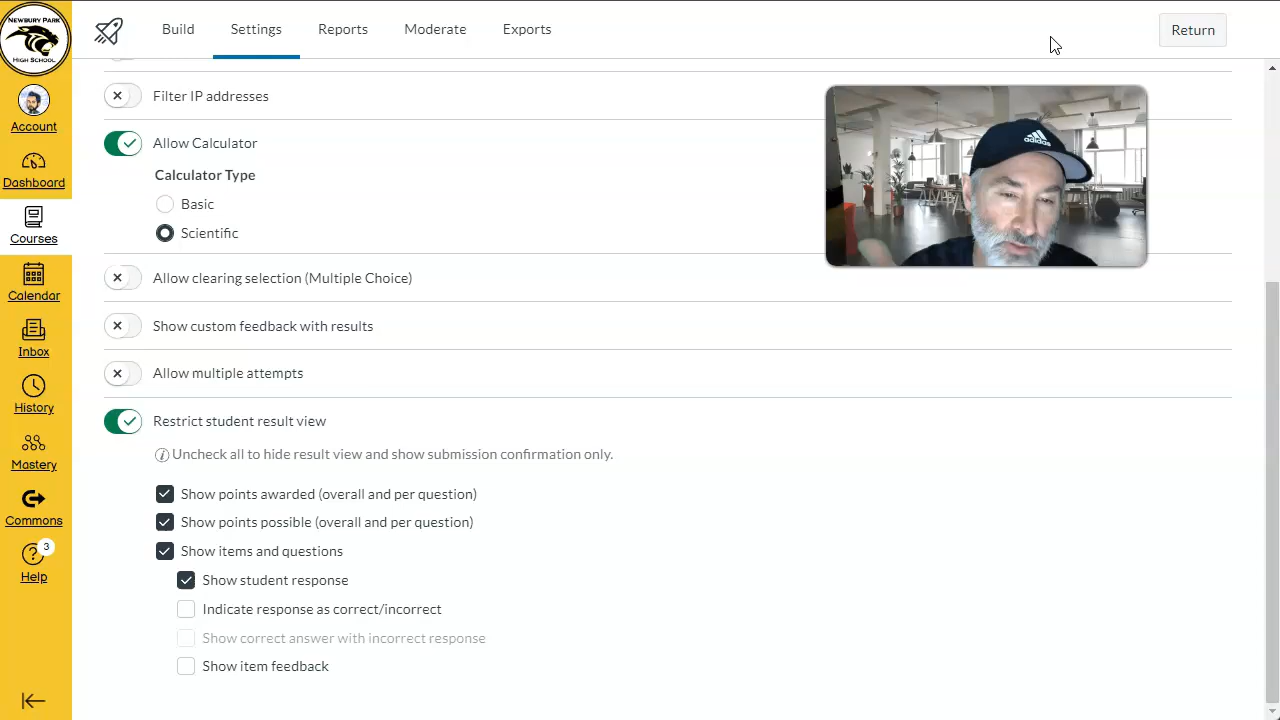 NEWBURY PARK
HIGH SCHOOL
Account
Dashboard
Courses
Calendar
Inbox
History
Mastery
Commons
3
Help
Build
Settings
Reports
Moderate
Exports
Return
Filter IP addresses
Allow Calculator
Calculator Type
Basic
Scientific
Allow clearing selection (Multiple Choice)
Show custom feedback with results
Allow multiple attempts
Restrict student result view
Uncheck all to hide result view and show submission confirmation only.
Show points awarded (overall and per question)
Show points possible (overall and per question)
Show items and questions
Show student response
Indicate response as correct/incorrect
Show correct answer with incorrect response
Show item feedback
adidas